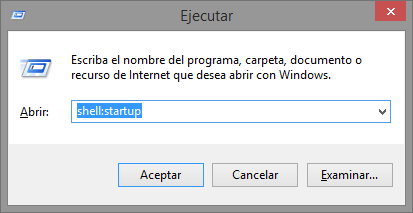 Ejecutar
Escriba el nombre del programa, carpeta, documento o
recurso de Internet que desea abrir con Windows.
Abrir: shell:startup
Aceptar Cancelar Examinar...